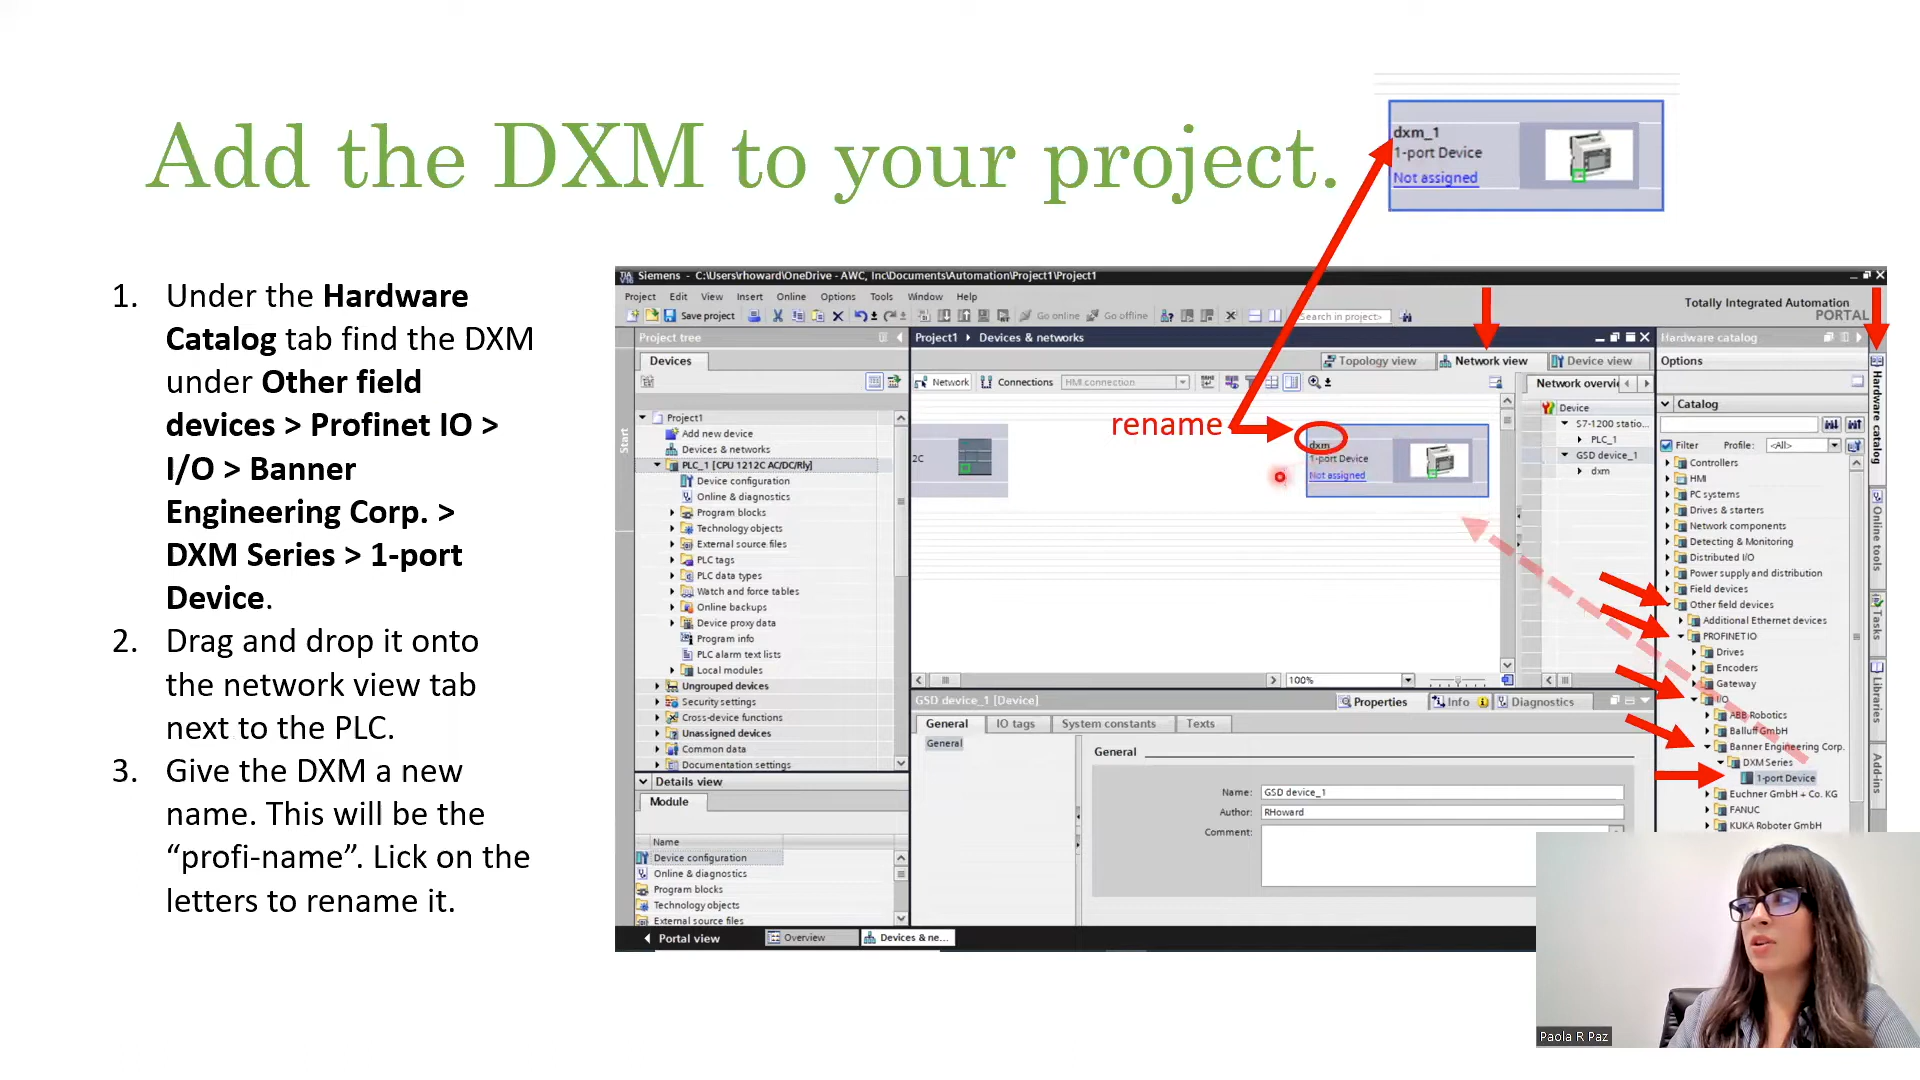 Add the DXM to your project.
dxm_1
1-port Device
Not assigned
1. Under the Hardware
Catalog tab find the DXM
under Other field
devices > Profinet IO >
I/O > Banner
Engineering Corp. >
DXM Series > 1-port
Device.
2. Drag and drop it onto
the network view tab
next to the PLC.
3. Give the DXM a new
name. This will be the
“profi-name”. Lick on the
letters to rename it.
Siemens - C:\Users\rhoward\OneDrive - AWC, Inc\Documents\Automation\Project1\Project1
Project Edit View Insert Online Options Tools Window Help
Totally Integrated Automation
PORTAL
Save project
Go online
Go offline
Search in project>
Project tree
Devices
Start
Project1
Add new device
Devices & networks
PLC_1 [CPU 1212C AC/DC/Rly]
Device configuration
Online & diagnostics
Program blocks
Technology objects
External source files
PLC tags
PLC data types
Watch and force tables
Online backups
Device proxy data
Program info
PLC alarm text lists
Local modules
Ungrouped devices
Security settings
Cross-device functions
Unassigned devices
Common data
Documentation settings
Details view
Module
Name
Device configuration
Online & diagnostics
Program blocks
Technology objects
External source files
Portal view
Overview
Devices & ne...
Project1 Devices & networks
Topology view
Network view
Device view
Network
Connections
HMI connection
rename
2C
dxm
1-port Device
Not assigned
100%
Network overvi
Device
S7-1200 statio...
PLC_1
GSD device_1
dxm
GSD device_1 [Device]
Properties
Info
Diagnostics
General
IO tags
System constants
Texts
General
General
Name: GSD device_1
Author: RHoward
Comment:
Hardware catalog
Options
Catalog
Filter
Profile: <All>
Controllers
HMI
PC systems
Drives & starters
Network components
Detecting & Monitoring
Distributed I/O
Power supply and distribution
Field devices
Other field devices
Additional Ethernet devices
PROFINET IO
Drives
Encoders
Gateway
I/O
ABB Robotics
Balluff GmbH
Banner Engineering Corp.
DXM Series
1-port Device
Euchner GmbH + Co. KG
FANUC
KUKA Roboter GmbH
Hardware catalog
Online tools
Tasks
Libraries
Add-ins
Paola R Paz